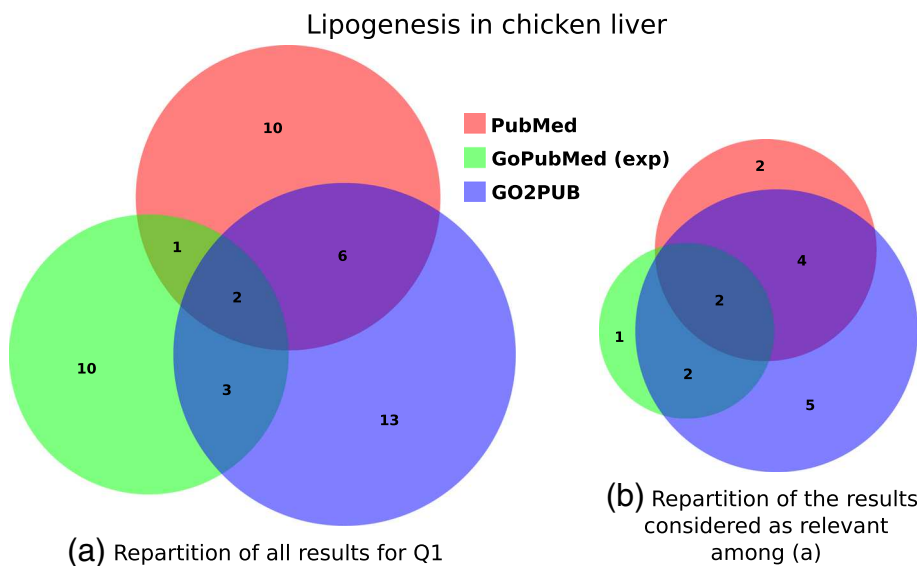 Lipogenesis in chicken liver
10
1
6
2
10
3
13
PubMed
GoPubMed (exp)
GO2PUB
2
4
2
1
2
5
(a) Repartition of all results for Q1
(b) Repartition of the results
considered as relevant
among (a)